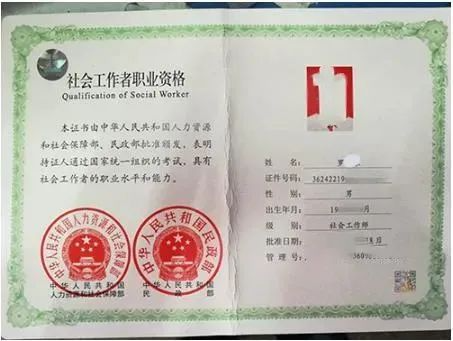 社会工作者职业资格
Qualification of Social Worker
本证书由中华人民共和国人力资源
和社会保障部、民政部批准颁发，表明
持证人通过国家统一组织的考试，具有
社会工作者的职业水平和能力。
中华人民共和国人力资源和社会保障部
中华人民共和国民政部
中华人民共和国
人力资源和社会保障部
中华人民共和国
民政部
姓名 罗
证件号码: 36242219
性别: 男
出生年月: 19 月
级别: 社会工作师
批准日期: 月
管理号: 3609